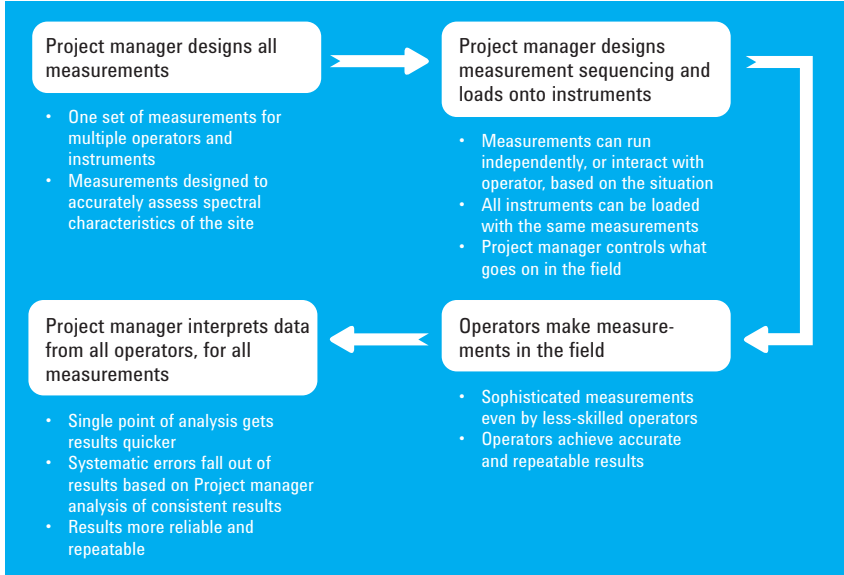 Project manager designs all
measurements
• One set of measurements for
multiple operators and
instruments
• Measurements designed to
accurately assess spectral
characteristics of the site
Project manager designs
measurement sequencing and
loads onto instruments
• Measurements can run
independently, or interact with
operator, based on the situation
• All instruments can be loaded
with the same measurements
• Project manager controls what
goes on in the field
Operators make measure-
ments in the field
• Sophisticated measurements
even by less-skilled operators
• Operators achieve accurate
and repeatable results
Project manager interprets data
from all operators, for all
measurements
• Single point of analysis gets
results quicker
• Systematic errors fall out of
results based on Project manager
analysis of consistent results
• Results more reliable and
repeatable